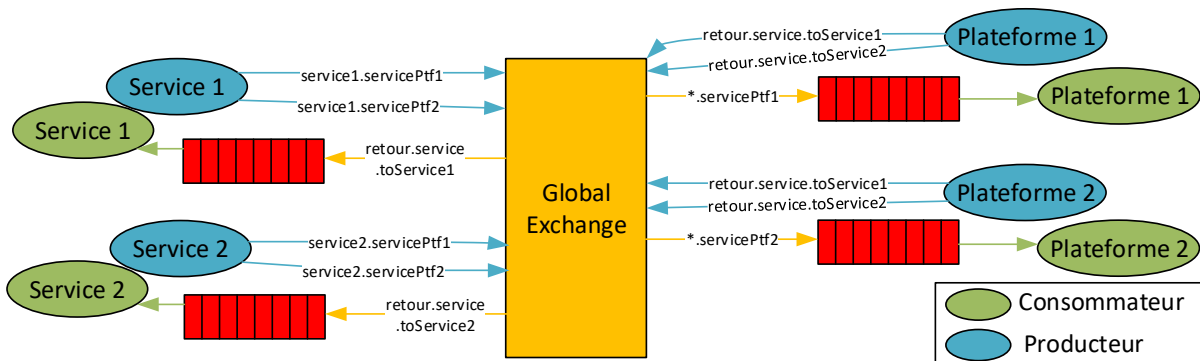 retour.service.toService1
Plateforme 1
retour.service.toService2
service1.servicePtf1
Service 1
service1.servicePtf2
*.servicePtf1
Plateforme 1
Service 1
retour.service
.toService1
Global
Exchange
retour.service.toService1
Plateforme 2
retour.service.toService2
service2.servicePtf1
Service 2
service2.servicePtf2
*.servicePtf2
Plateforme 2
Service 2
retour.service
.toService2
Consommateur
Producteur